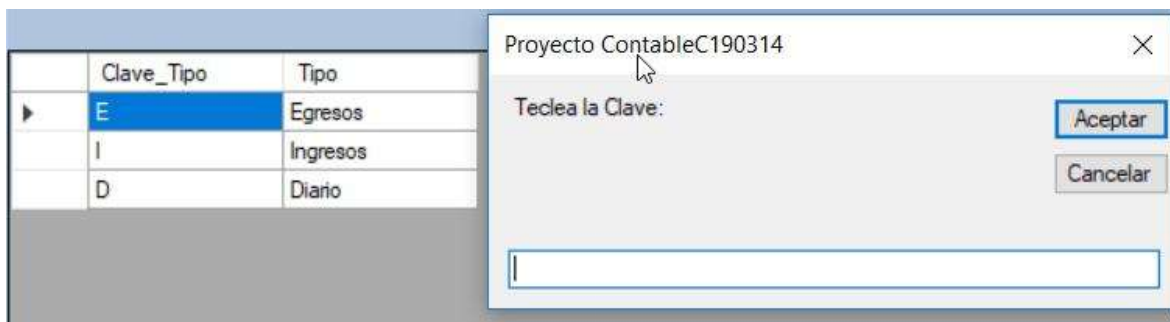 Clave_Tipo Tipo
E Egresos
I Ingresos
D Diario
Proyecto ContableC190314
Teclea la Clave:
Aceptar
Cancelar